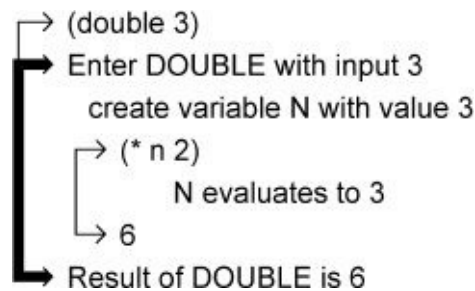 (double 3)
Enter DOUBLE with input 3
create variable N with value 3
(* n 2)
N evaluates to 3
6
Result of DOUBLE is 6